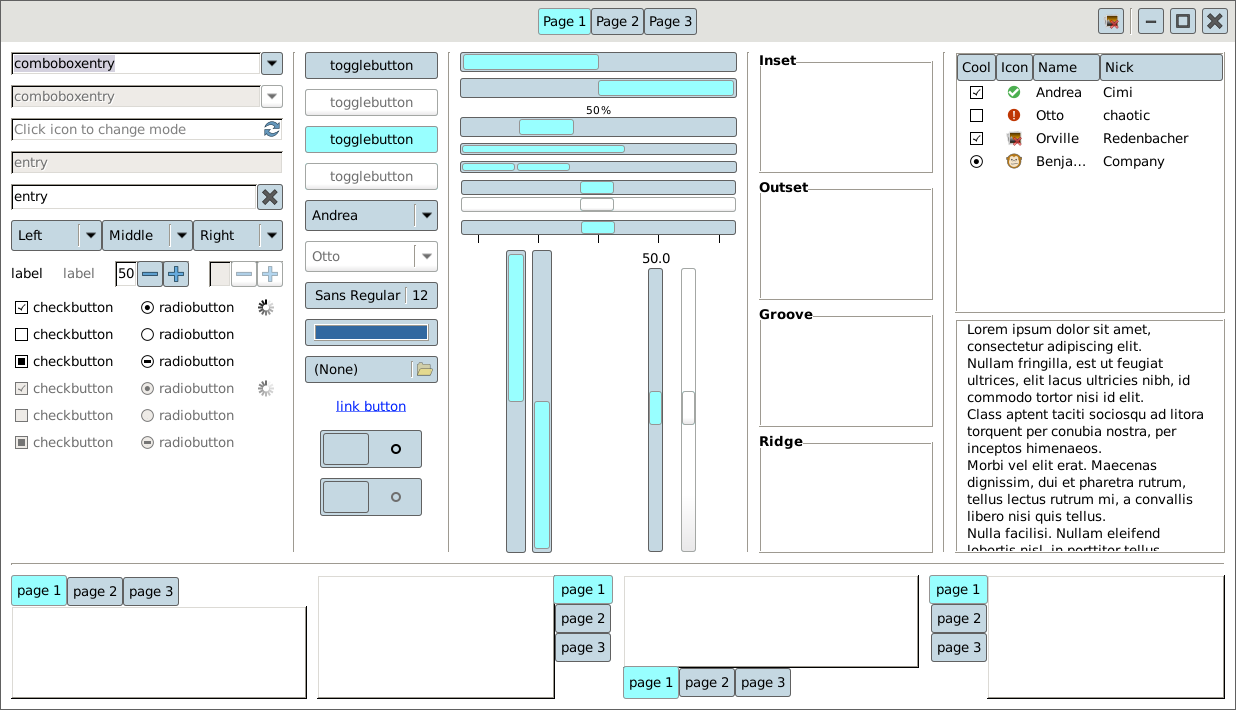 Page 1 Page 2 Page 3
comboboxentry
comboboxentry
Click icon to change mode
entry
entry
Left Middle Right
label label 50
checkbutton radiobutton
checkbutton radiobutton
checkbutton radiobutton
checkbutton radiobutton
checkbutton radiobutton
checkbutton radiobutton
togglebutton
togglebutton
togglebutton
togglebutton
Andrea
Otto
Sans Regular 12
(None)
link button
50%
50.0
Inset
Outset
Groove
Ridge
Cool Icon Name Nick
Andrea Cimi
Otto chaotic
Orville Redenbacher
Benja... Company
Lorem ipsum dolor sit amet,
consectetur adipiscing elit.
Nullam fringilla, est ut feugiat
ultrices, elit lacus ultricies nibh, id
commodo tortor nisi id elit.
Class aptent taciti sociosqu ad litora
torquent per conubia nostra, per
inceptos himenaeos.
Morbi vel elit erat. Maecenas
dignissim, dui et pharetra rutrum,
tellus lectus rutrum mi, a convallis
libero nisi quis tellus.
Nulla facilisi. Nullam eleifend
lobortis nisl, in porttitor tellus
page 1 page 2 page 3
page 1
page 2
page 3
page 1 page 2 page 3
page 1
page 2
page 3